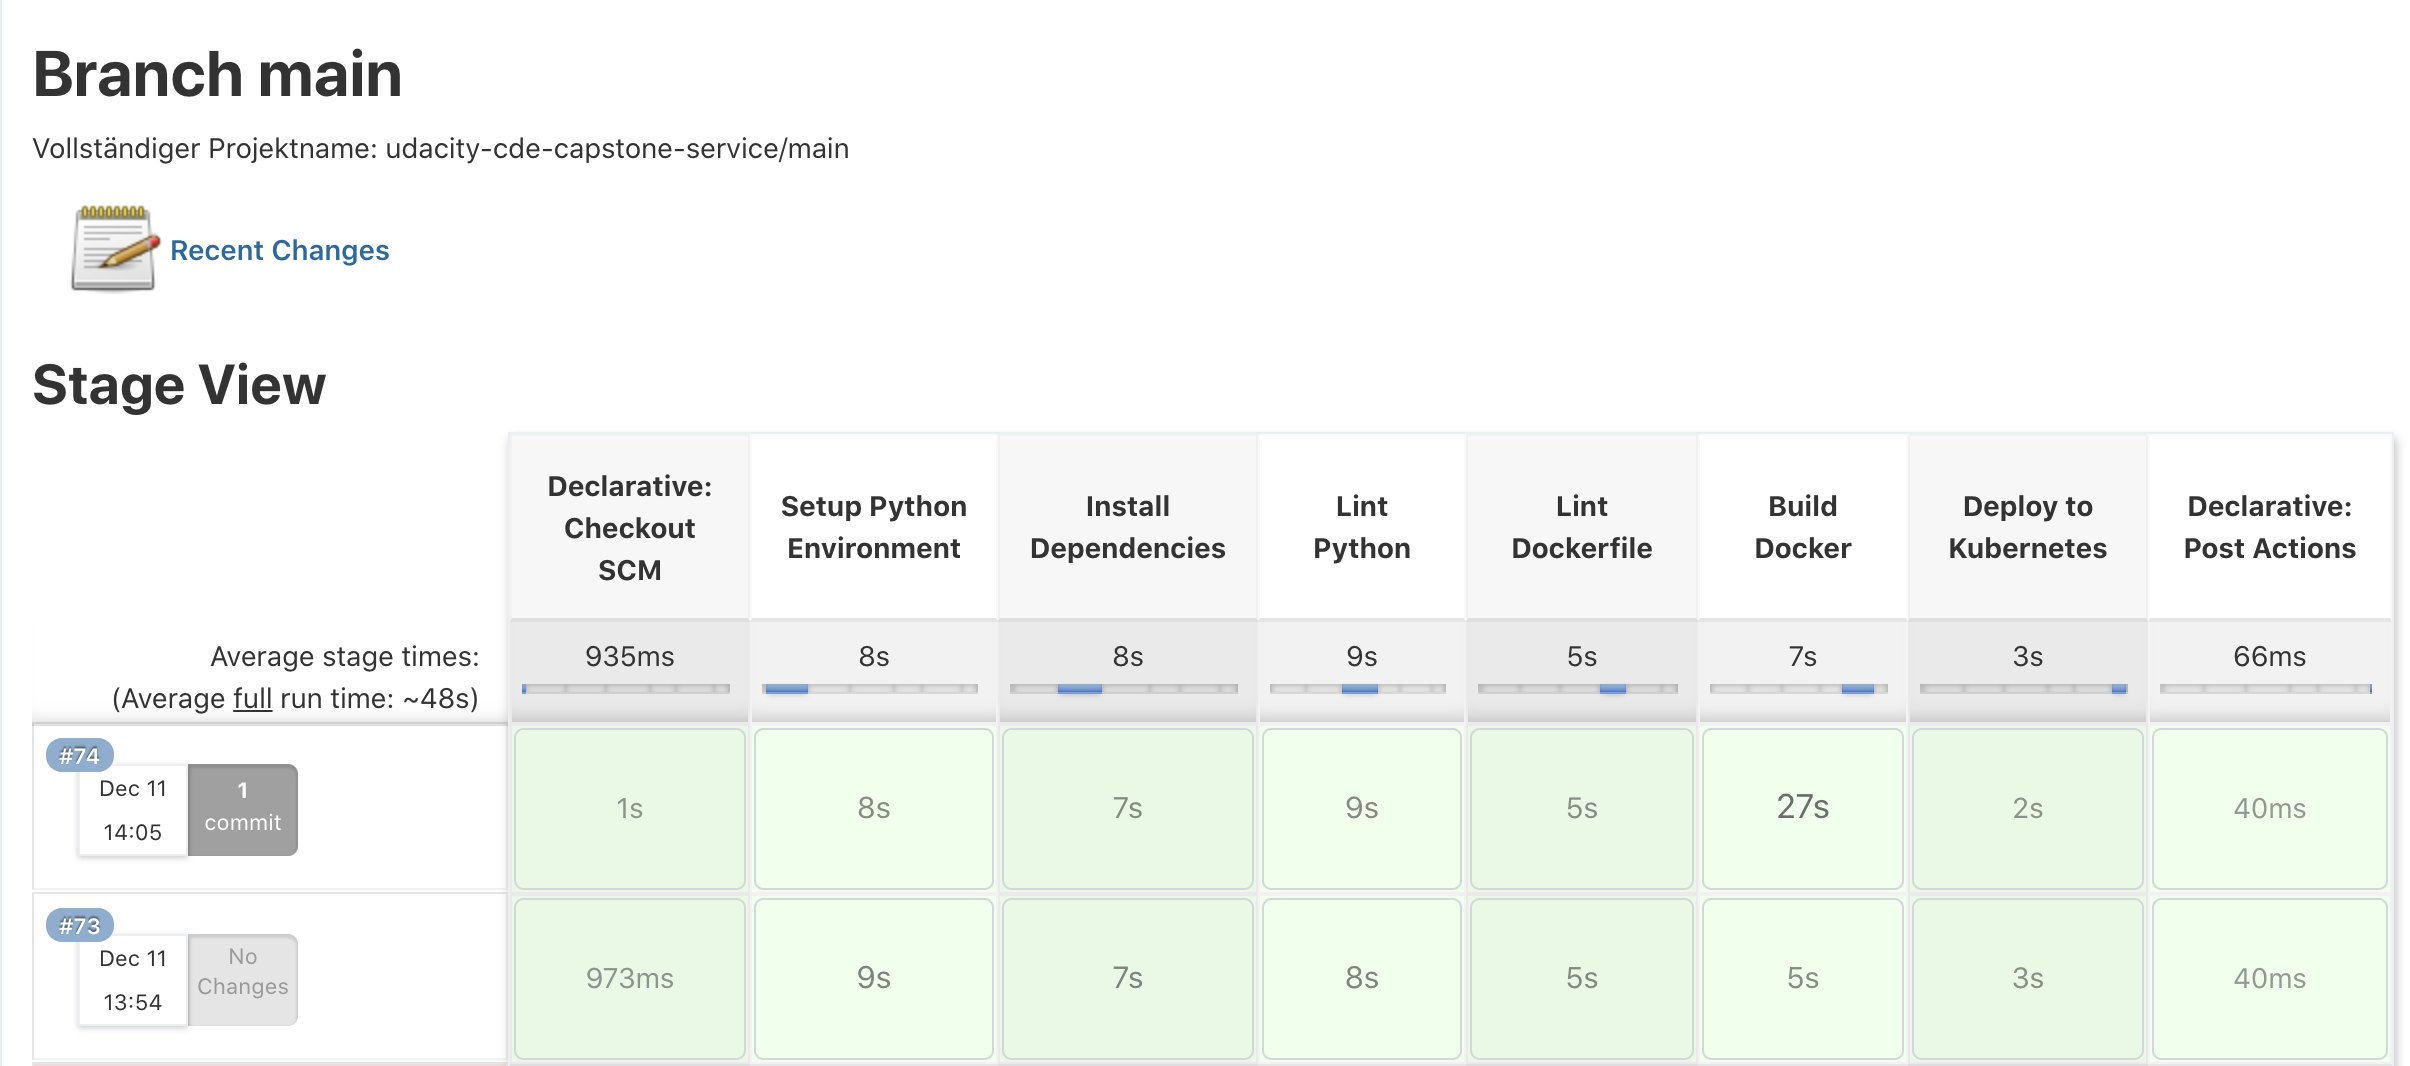 Branch main
Vollständiger Projektname: udacity-cde-capstone-service/main
Recent Changes
Stage View
Declarative:
Checkout
SCM
Setup Python
Environment
Install
Dependencies
Lint
Python
Lint
Dockerfile
Build
Docker
Deploy to
Kubernetes
Declarative:
Post Actions
Average stage times:
(Average full run time: ~48s)
935ms
8s
8s
9s
5s
7s
3s
66ms
#74
Dec 11
14:05
1
commit
1s
8s
7s
9s
5s
27s
2s
40ms
#73
Dec 11
13:54
No
Changes
973ms
9s
7s
8s
5s
5s
3s
40ms